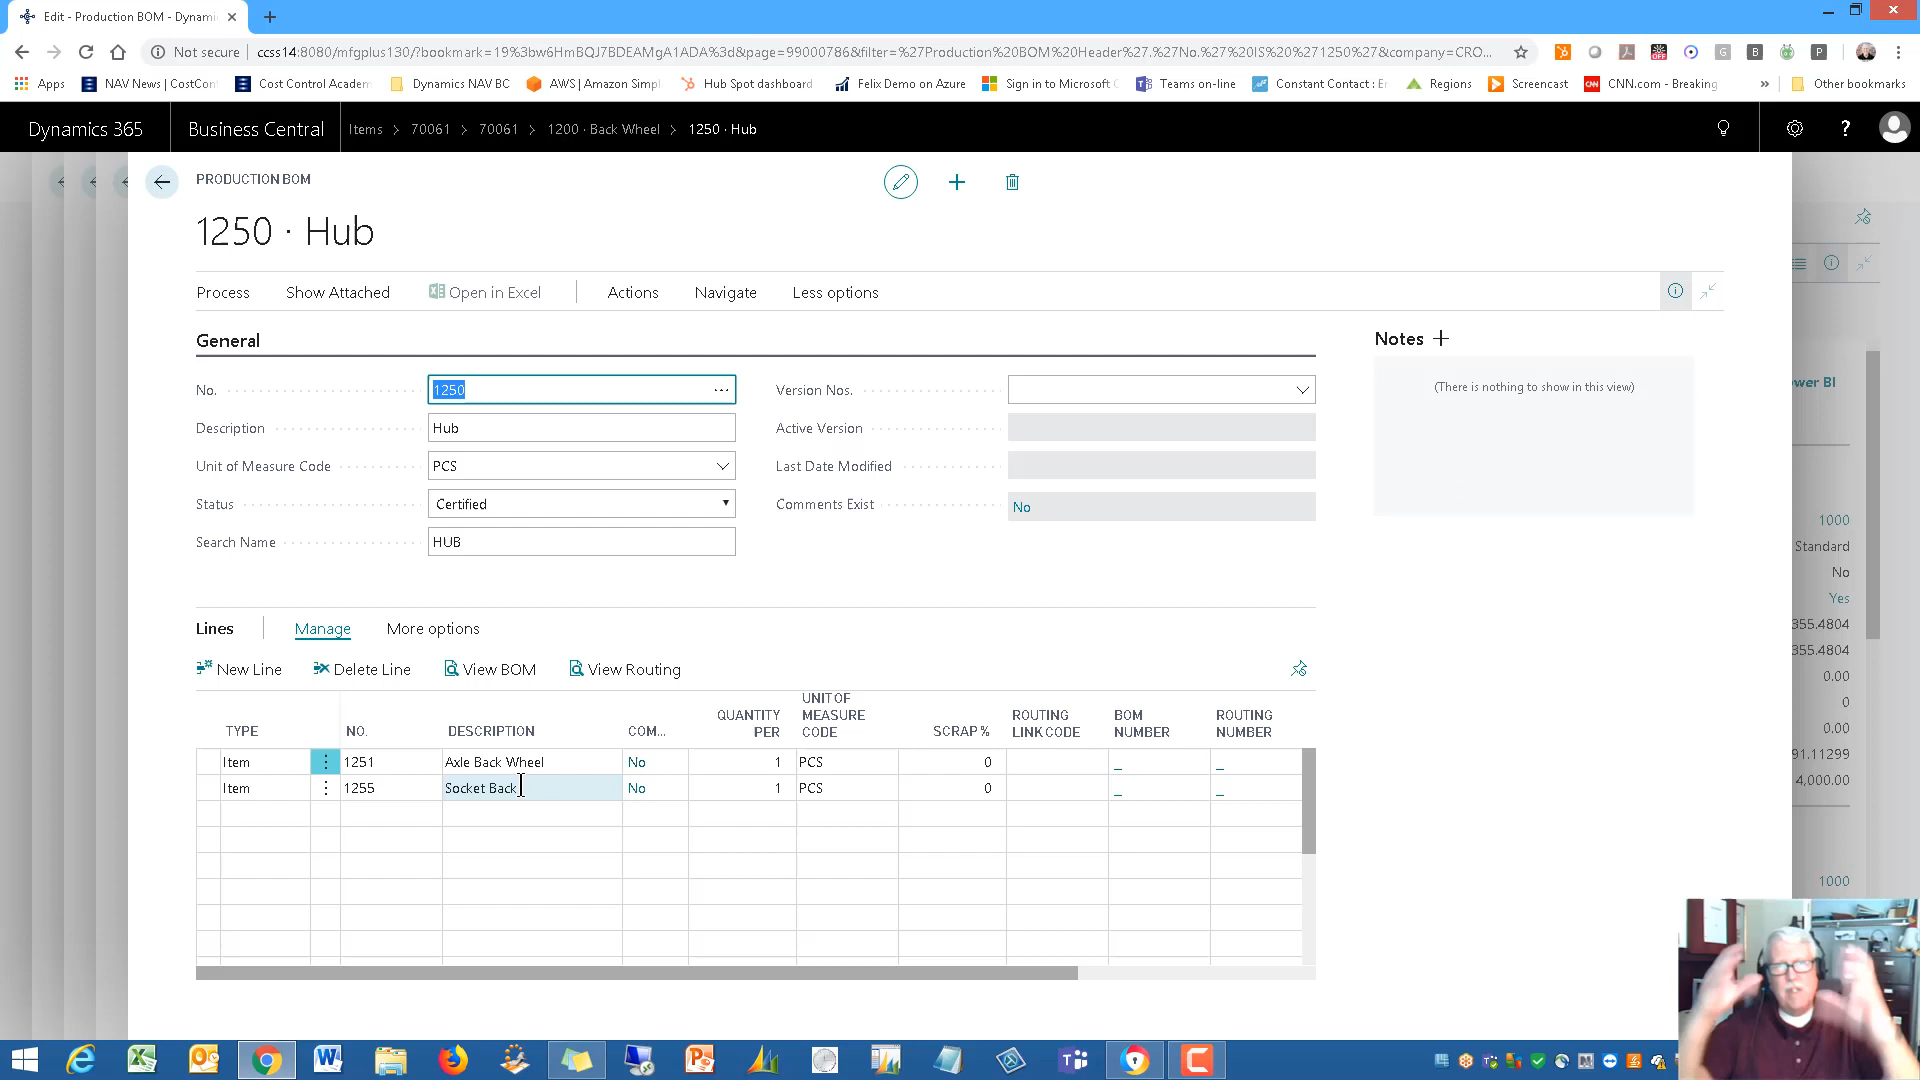 Edit - Production BOM - Dynami
Not secure
ccss14:8080/mfgplus130/?bookmark=19%3bw6HmBQJ7BDEAMgA1ADA%3d&page=99000786&filter=%27Production%20BOM%20Header%27.%27No.%27%20IS%20%271250%27&company=CRO...
Apps
NAV News | CostCont
Cost Control Academ
Dynamics NAV BC
AWS | Amazon Simpl
Hub Spot dashboard
Felix Demo on Azure
Sign in to Microsoft C
Teams on-line
Constant Contact : Er
Regions
Screencast
CNN.com - Breaking
»
Other bookmarks
Dynamics 365
Business Central
Items > 70061 > 70061 > 1200 · Back Wheel > 1250 · Hub
PRODUCTION BOM
1250 · Hub
Process
Show Attached
Open in Excel
Actions
Navigate
Less options
General
No.
1250
Description
Hub
Unit of Measure Code
PCS
Status
Certified
Search Name
HUB
Version Nos.
Active Version
Last Date Modified
Comments Exist
No
Notes
(There is nothing to show in this view)
Lines
Manage
More options
New Line
Delete Line
View BOM
View Routing
TYPE NO. DESCRIPTION COM... QUANTITY PER UNIT OF MEASURE CODE SCRAP % ROUTING LINK CODE BOM NUMBER ROUTING NUMBER
Item 1251 Axle Back Wheel No 1 PCS 0 _ _
Item 1255 Socket Back No 1 PCS 0 _ _
ower BI
1000
Standard
No
Yes
355.4804
355.4804
0.00
0
0.00
91.11299
4,000.00
1000